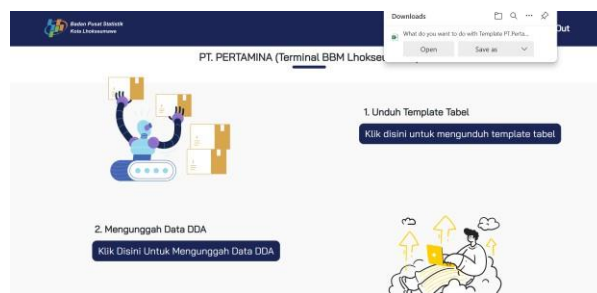 Badan Pusat Statistik
Kota Lhokseumawe
Downloads
What do you want to do with Template PT.Perta...
Open
Save as
Out
PT. PERTAMINA (Terminal BBM Lhokseu
1. Unduh Template Tabel
Klik disini untuk mengunduh template tabel
2. Mengunggah Data DDA
Klik Disini Untuk Mengunggah Data DDA